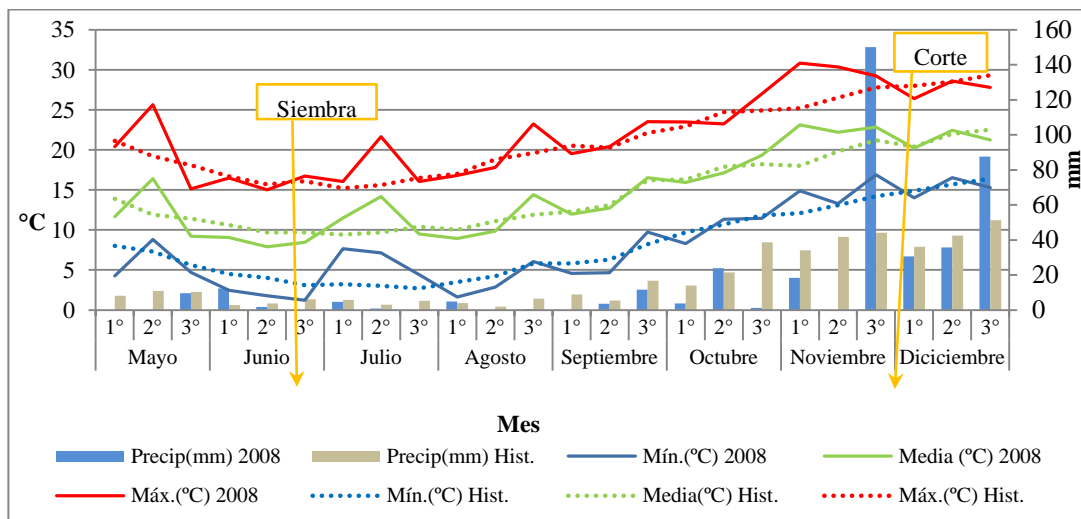 35
30
25
20
15
10
5
0
°C
160
140
120
100
80
60
40
20
0
mm
Siembra
Corte
1° 2° 3° 1° 2° 3° 1° 2° 3° 1° 2° 3° 1° 2° 3° 1° 2° 3° 1° 2° 3° 1° 2° 3°
Mayo Junio Julio Agosto Septiembre Octubre Noviembre Diciciembre
Mes
Precip(mm) 2008 Precip(mm) Hist. Mín.(ºC) 2008 Media (ºC) 2008
Máx.(ºC) 2008 Mín.(ºC) Hist. Media(ºC) Hist. Máx.(ºC) Hist.